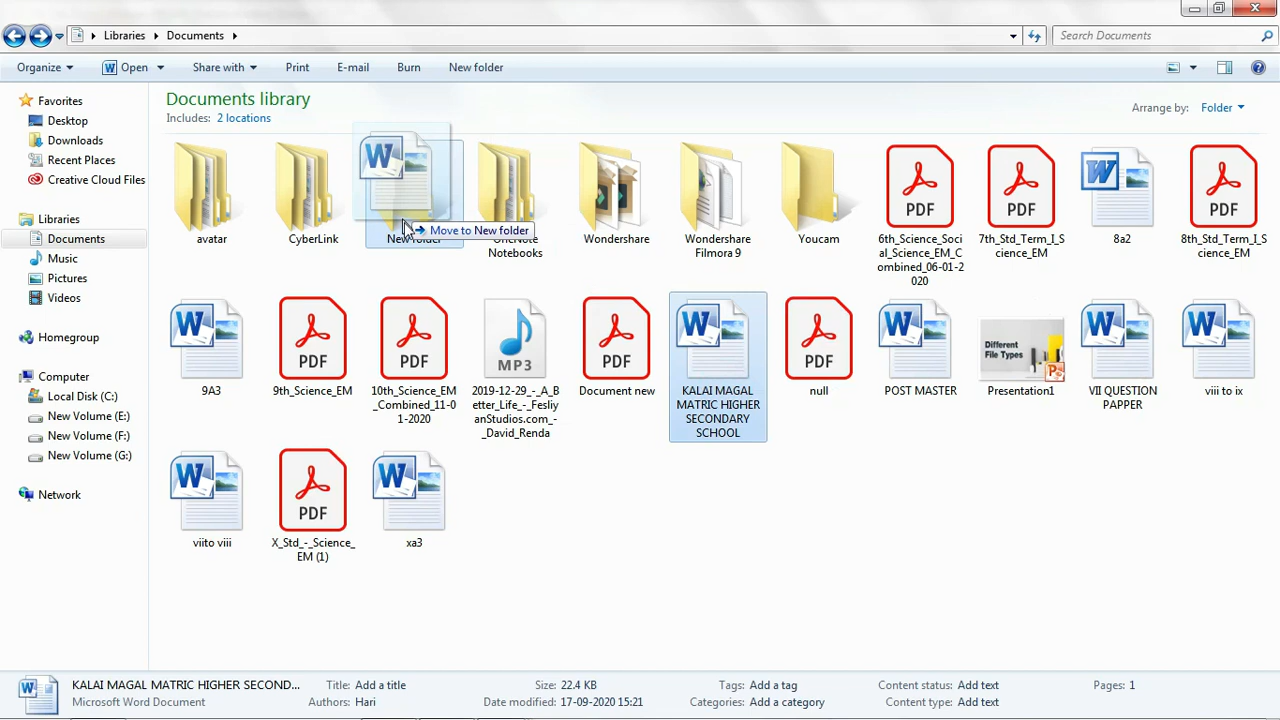 Libraries
Documents
Search Documents
Organize
Open
Share with
Print
E-mail
Burn
New folder
Favorites
Desktop
Downloads
Recent Places
Creative Cloud Files
Libraries
Documents
Music
Pictures
Videos
Homegroup
Computer
Local Disk (C:)
New Volume (E:)
New Volume (F:)
New Volume (G:)
Network
Documents library
Includes: 2 locations
Arrange by: Folder
avatar
CyberLink
New folder
Move to New folder
OneNote
Notebooks
Wondershare
Wondershare
Filmora 9
Youcam
PDF
6th_Science_Soci
al_Science_EM_C
ombined_06-01-2
020
PDF
7th_Std_Term_I_S
cience_EM
8a2
PDF
8th_Std_Term_I_S
cience_EM
9A3
PDF
9th_Science_EM
PDF
10th_Science_EM
_Combined_11-0
1-2020
MP3
2019-12-29_-_A_B
etter_Life_-_Fesliy
anStudios.com_-
_David_Renda
PDF
Document new
KALAI MAGAL
MATRIC HIGHER
SECONDARY
SCHOOL
PDF
null
POST MASTER
Different
File Types
Presentation1
VII QUESTION
PAPPER
viii to ix
viito viii
PDF
X_Std_-_Science_
EM (1)
xa3
KALAI MAGAL MATRIC HIGHER SECOND...
Microsoft Word Document
Title: Add a title
Authors: Hari
Size: 22.4 KB
Date modified: 17-09-2020 15:21
Tags: Add a tag
Categories: Add a category
Content status: Add text
Content type: Add text
Pages: 1